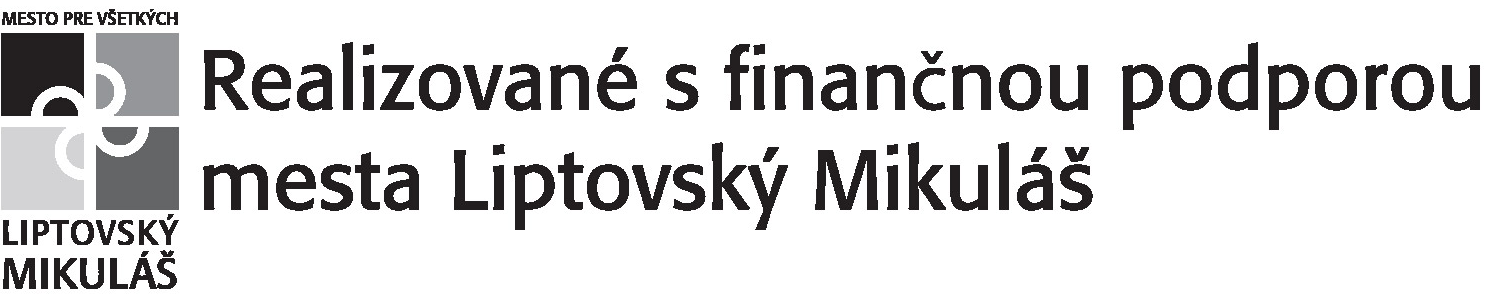 MESTO PRE VŠETKÝCH
LIPTOVSKÝ
MIKULÁŠ
Realizované s finančnou podporou
mesta Liptovský Mikuláš